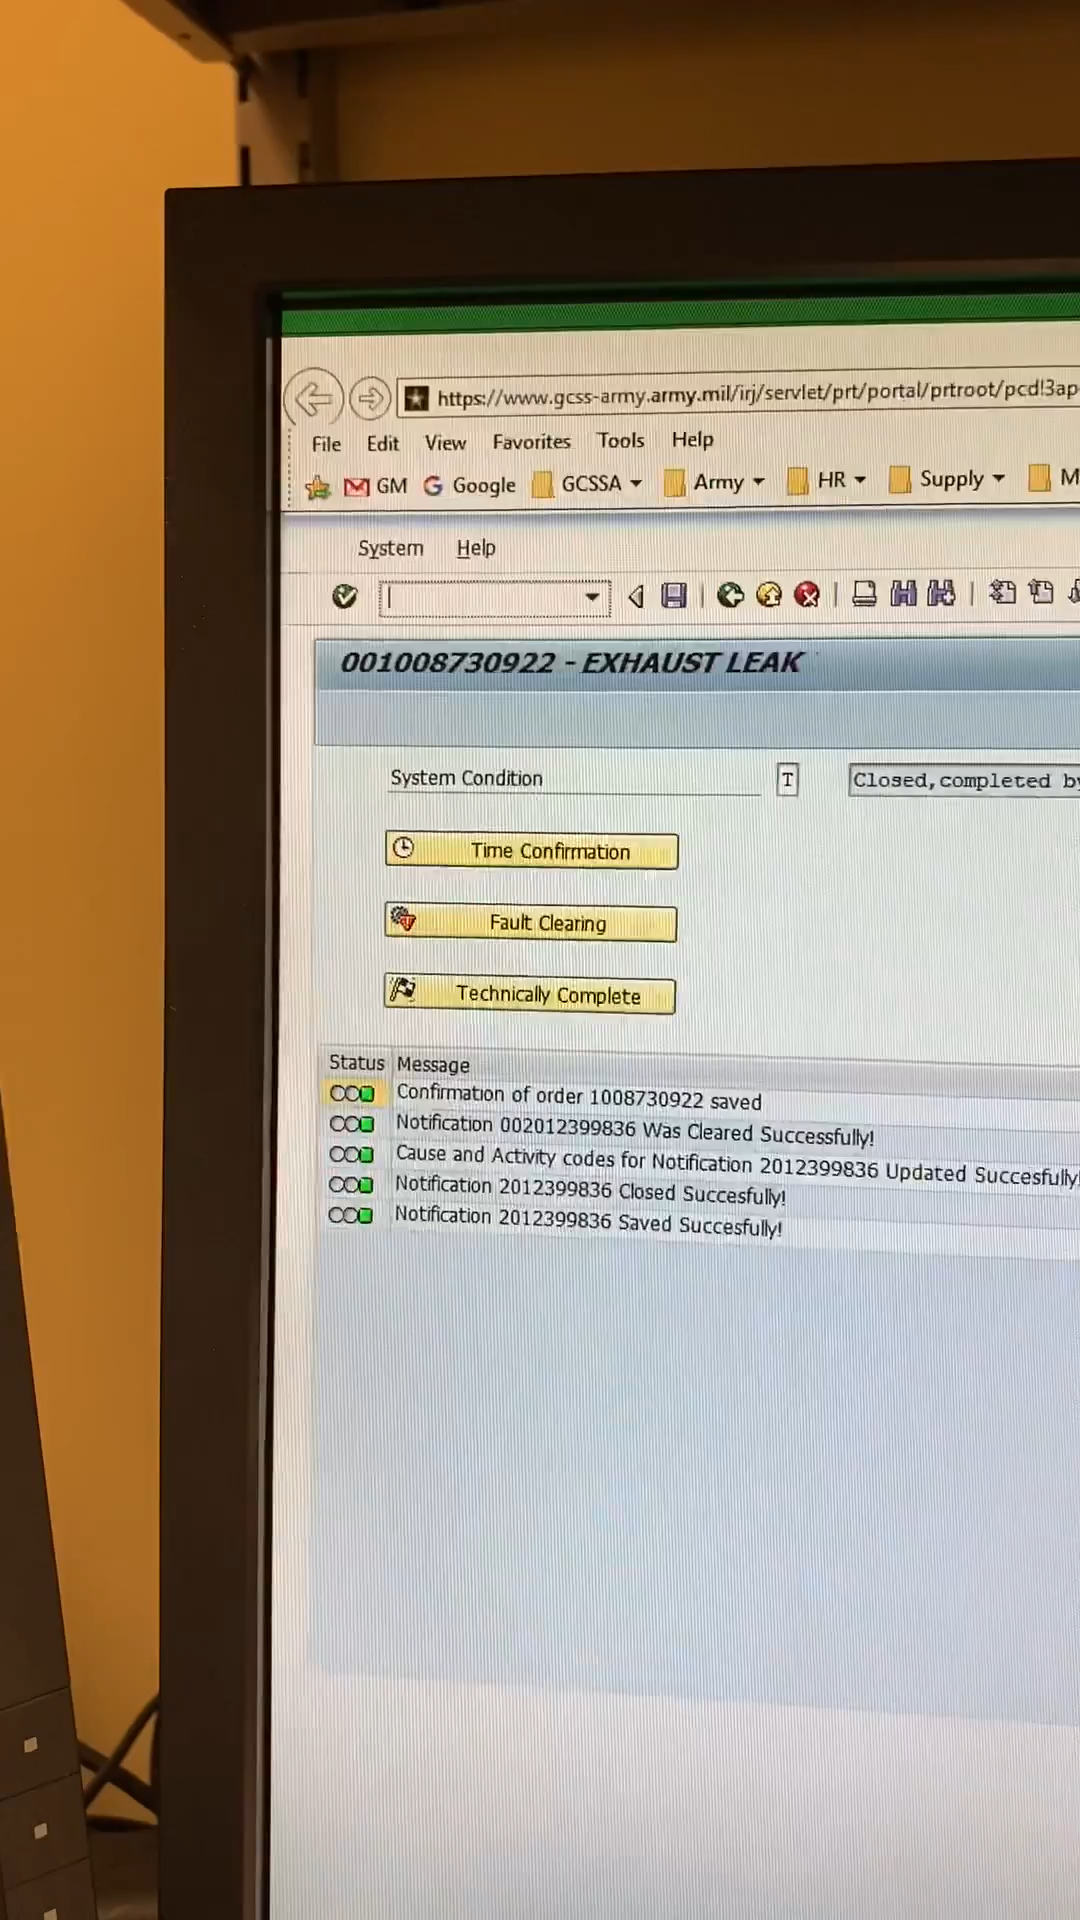 https://www.gcss-army.army.mil/irj/servlet/prt/portal/prtroot/pcd!3ap
File Edit View Favorites Tools Help
GM Google GCSSA Army HR Supply M
System Help
001008730922 - EXHAUST LEAK
System Condition T Closed,completed by
Time Confirmation
Fault Clearing
Technically Complete
Status Message
Confirmation of order 1008730922 saved
Notification 002012399836 Was Cleared Successfully!
Cause and Activity codes for Notification 2012399836 Updated Succesfully!
Notification 2012399836 Closed Succesfully!
Notification 2012399836 Saved Succesfully!